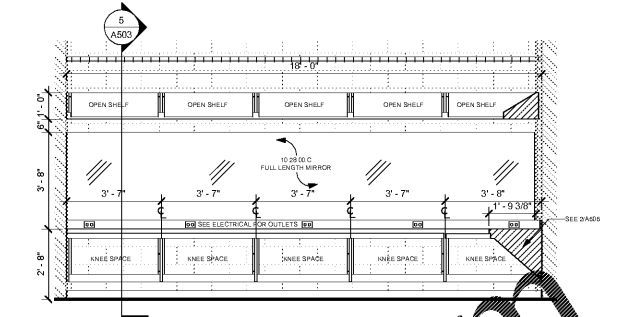 5
A503
18' - 0"
1' - 0"
OPEN SHELF OPEN SHELF OPEN SHELF OPEN SHELF OPEN SHELF
6"
10 28 00.C
FULL LENGTH MIRROR
3' - 8"
3' - 7" 3' - 7" 3' - 7" 3' - 7" 3' - 8"
1' - 9 3/8"
SEE ELECTRICAL FOR OUTLETS
SEE 2/A606
2' - 8"
KNEE SPACE KNEE SPACE KNEE SPACE KNEE SPACE KNEE SPACE